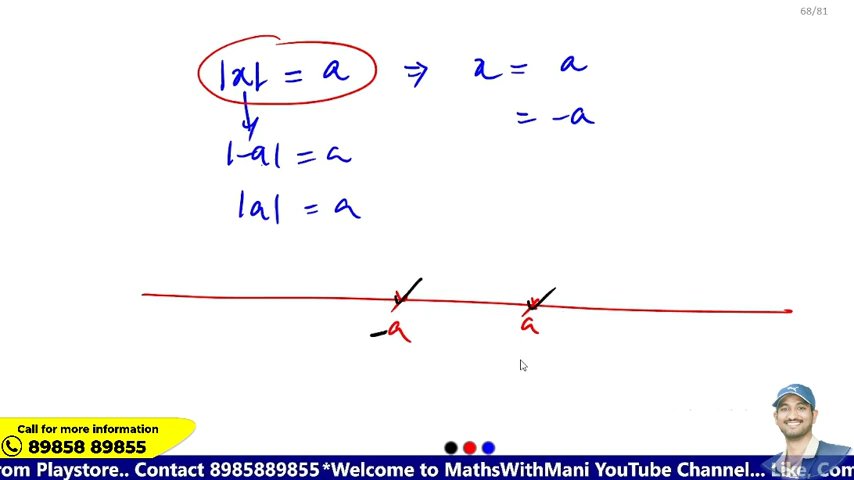 68/81
|x| = a ⇒ x = a
= -a
|-a| = a
|a| = a
-a a
Call for more information
89858 89855
rom Playstore.. Contact 8985889855 *Welcome to MathsWithMani YouTube Channel... Like, Com